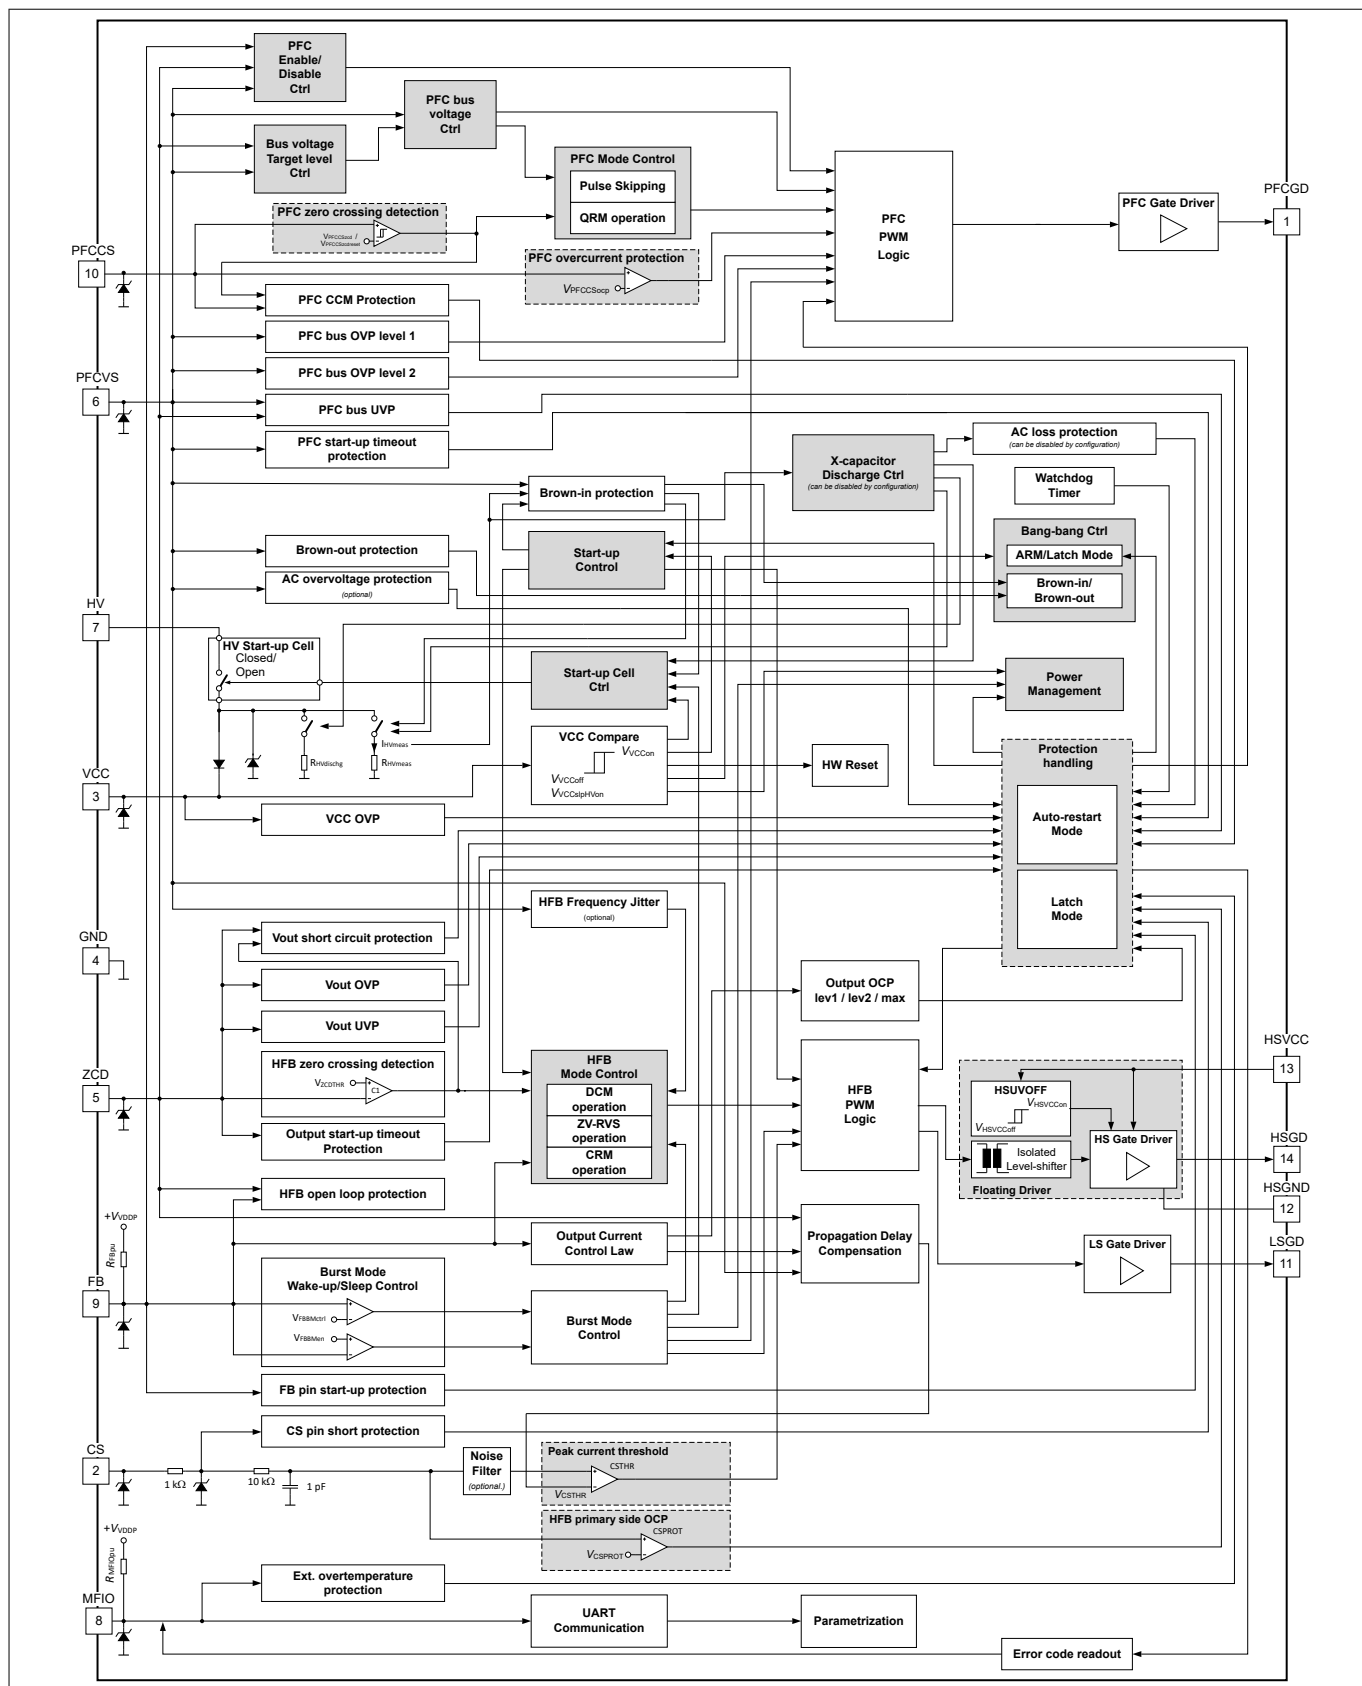 PFC
Enable/
Disable
Ctrl
PFC bus
voltage
Ctrl
Bus voltage
Target level
Ctrl
PFC Mode Control
Pulse Skipping
QRM operation
PFC
PWM
Logic
PFC Gate Driver
PFCGD
1
PFC zero crossing detection
VPFCCSzcd /
VPFCCSzcdreset
PFCCS
10
PFC overcurrent protection
VPFCCSocp
PFC CCM Protection
PFC bus OVP level 1
PFC bus OVP level 2
PFCVS
6
PFC bus UVP
PFC start-up timeout
protection
X-capacitor
Discharge Ctrl
(can be disabled by configuration)
AC loss protection
(can be disabled by configuration)
Watchdog
Timer
Brown-in protection
Bang-bang Ctrl
ARM/Latch Mode
Brown-in/
Brown-out
Brown-out protection
Start-up
Control
AC overvoltage protection
(optional)
HV
7
HV Start-up Cell
Closed/
Open
Start-up Cell
Ctrl
Power
Management
IHVmeas
RHVdischg
RHVmeas
VCC Compare
VVCCon
VVCCoff
VVCCslpHVon
HW Reset
Protection
handling
Auto-restart
Mode
Latch
Mode
VCC
3
VCC OVP
HFB Frequency Jitter
(optional)
GND
4
Vout short circuit protection
Vout OVP
Vout UVP
Output OCP
lev1 / lev2 / max
HFB zero crossing detection
VZCDTHR
C1
ZCD
5
HFB
Mode Control
DCM
operation
ZV-RVS
operation
CRM
operation
HFB
PWM
Logic
HSVCC
13
HSUVOFF
VHSVCCon
VHSVCCoff
HS Gate Driver
Isolated
Level-shifter
Floating Driver
HSGD
14
HSGND
12
Output start-up timeout
Protection
HFB open loop protection
+VVDDP
RFBpu
FB
9
Output Current
Control Law
Propagation Delay
Compensation
LS Gate Driver
LSGD
11
Burst Mode
Wake-up/Sleep Control
VFBBMctrl
VFBBMen
Burst Mode
Control
FB pin start-up protection
CS pin short protection
CS
2
1 kΩ
10 kΩ
1 pF
Noise
Filter
(optional.)
Peak current threshold
CSTHR
VCSTHR
HFB primary side OCP
CSPROT
VCSPROT
+VVDDP
RMFIOpu
MFIO
8
Ext. overtemperature
protection
UART
Communication
Parametrization
Error code readout